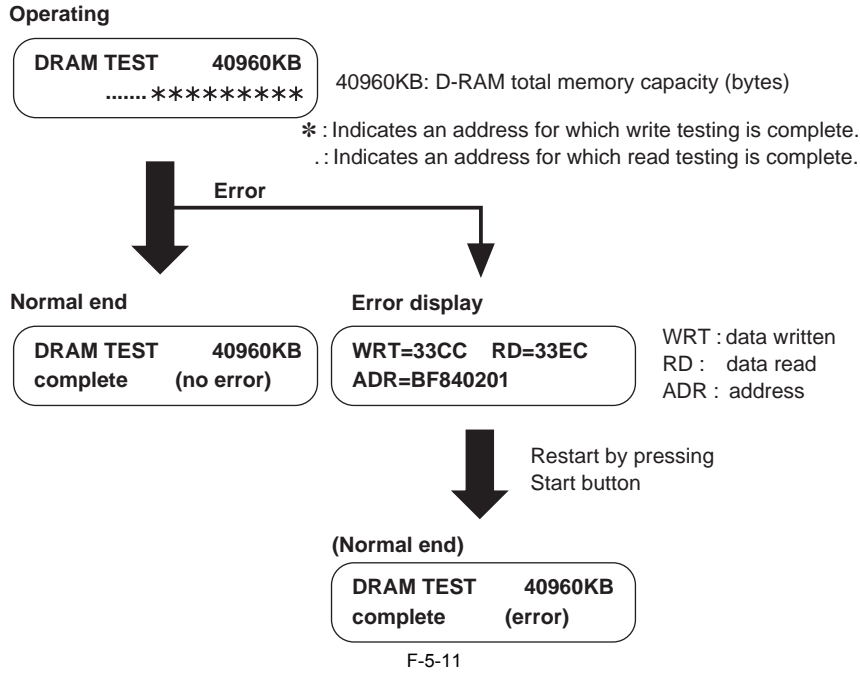 Operating
DRAM TEST 40960KB
.......*********
40960KB: D-RAM total memory capacity (bytes)
✻ : Indicates an address for which write testing is complete.
. : Indicates an address for which read testing is complete.
Error
Normal end
DRAM TEST 40960KB
complete (no error)
Error display
WRT=33CC RD=33EC
ADR=BF840201
WRT : data written
RD : data read
ADR : address
Restart by pressing
Start button
(Normal end)
DRAM TEST 40960KB
complete (error)
F-5-11